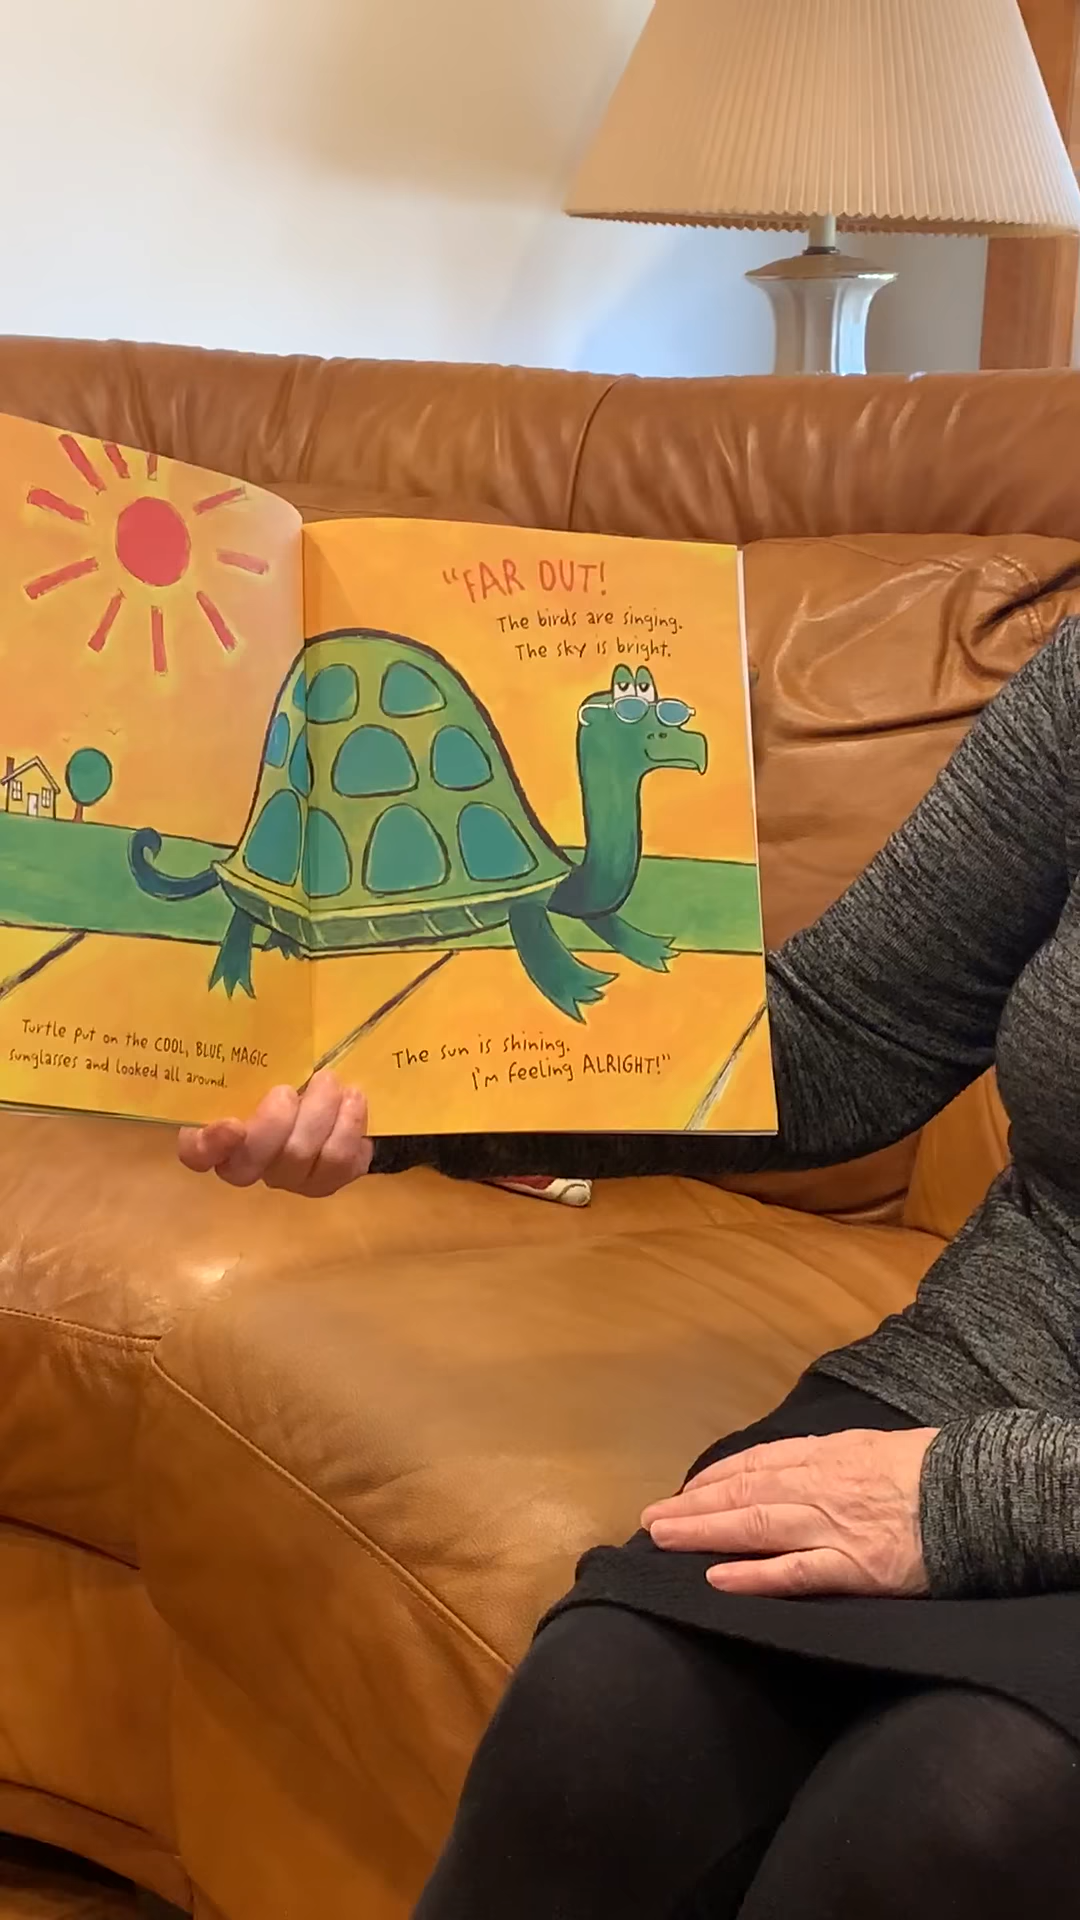 Turtle put on the COOL, BLUE, MAGIC
sunglasses and looked all around.
"FAR OUT!
The birds are singing.
The sky is bright.
The sun is shining.
I'm feeling ALRIGHT!"